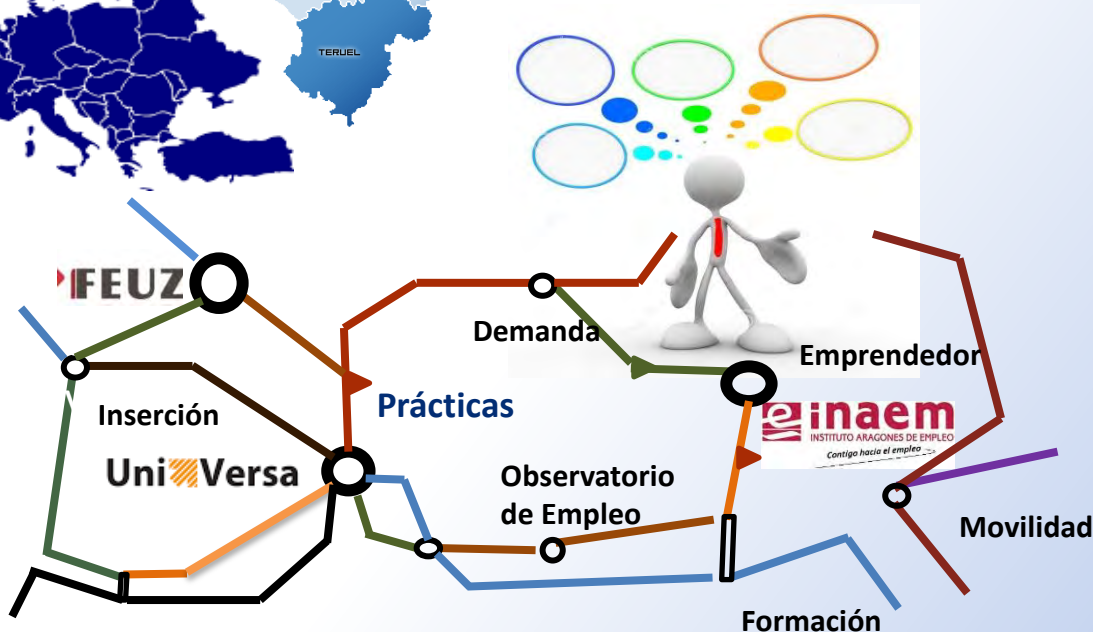 TERUEL
FEUZ
Demanda
Emprendedor
Prácticas
Inserción
inaem
INSTITUTO ARAGONES DE EMPLEO
Contigo hacia el empleo
UniVersa
Observatorio
de Empleo
Movilidad
Formación